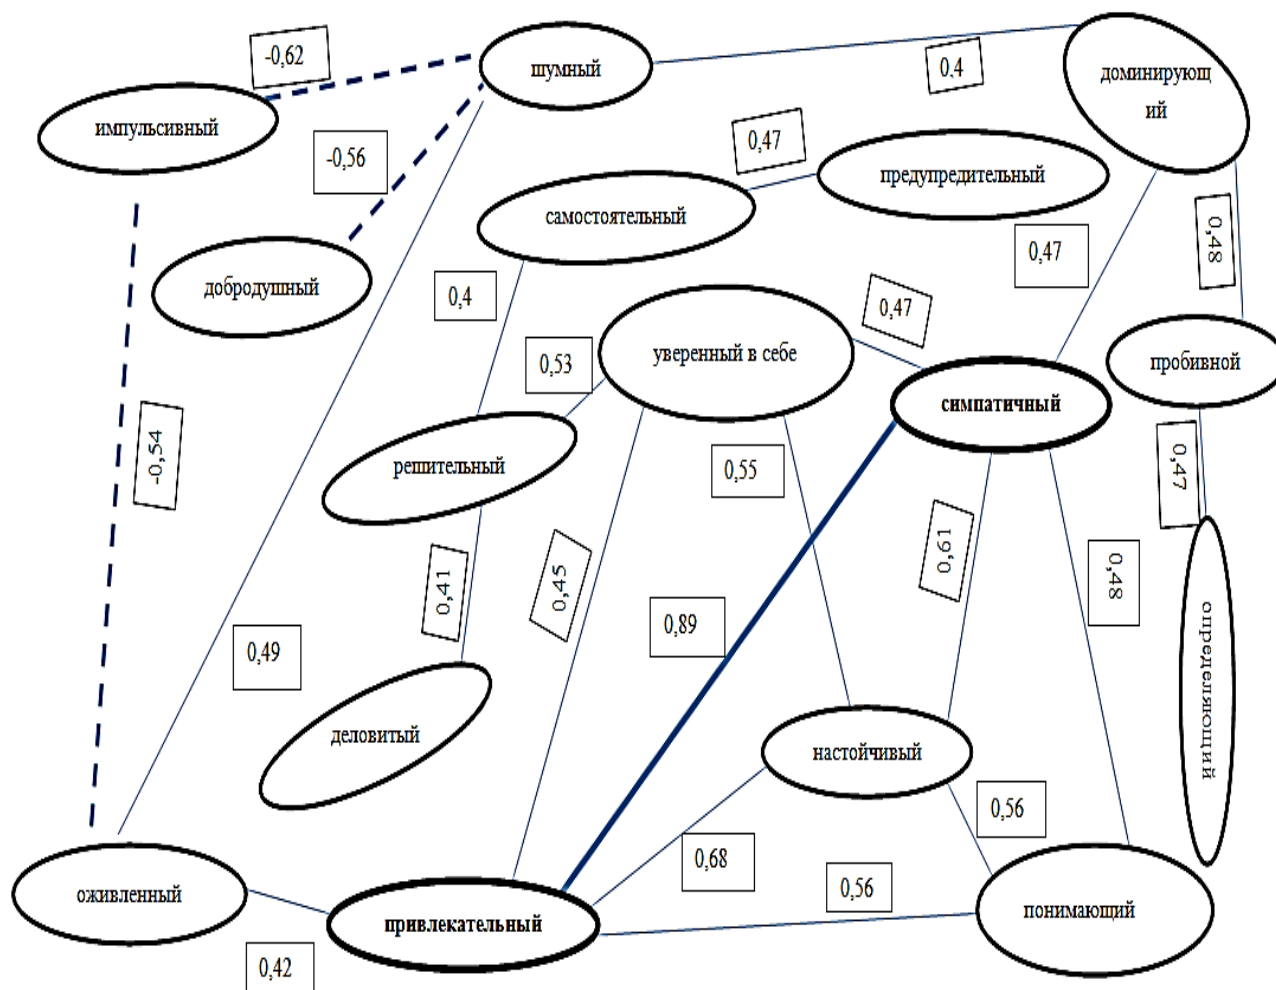 -0,62
шумный
0,4
доминирующ
ий
импульсивный
-0,56
0,47
предупредительный
самостоятельный
0,47
0,48
добродушный
0,4
0,47
уверенный в себе
0,53
пробивной
симпатичный
-0,54
решительный
0,55
0,47
0,41
0,45
0,61
0,48
0,89
0,49
определяющий
деловитый
настойчивый
0,56
0,68
0,56
оживленный
привлекательный
понимающий
0,42